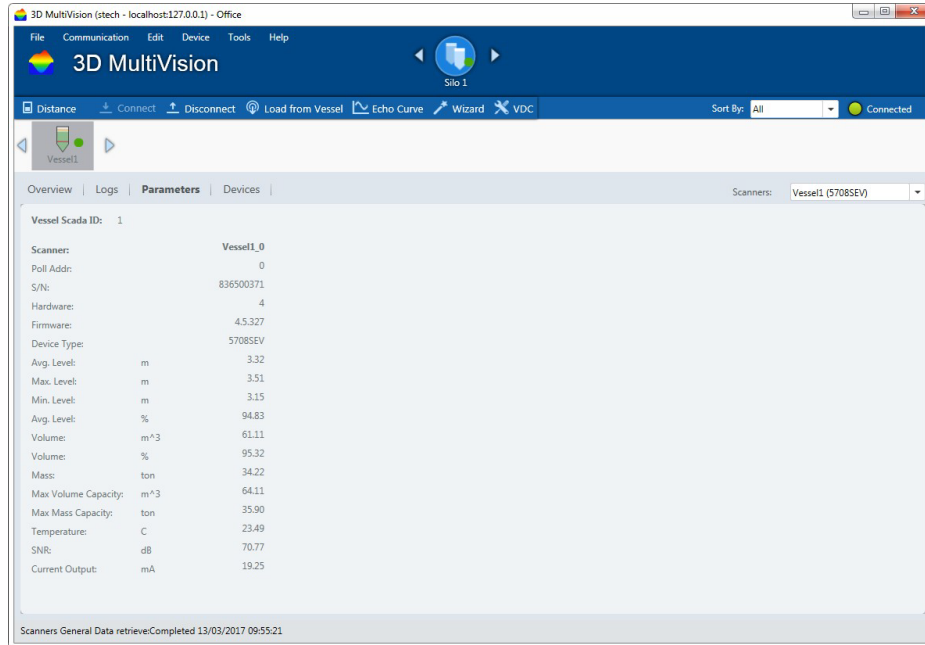 3D MultiVision (stech - localhost:127.0.0.1) - Office
File Communication Edit Device Tools Help
3D MultiVision
Silo 1
Distance Connect Disconnect Load from Vessel Echo Curve Wizard VDC Sort By: All Connected
Vessel1
Overview | Logs | Parameters | Devices | Scanners: Vessel1 (5708SEV)
Vessel Scada ID: 1
Scanner: Vessel1_0
Poll Addr: 0
S/N: 836500371
Hardware: 4
Firmware: 4.5.327
Device Type: 5708SEV
Avg. Level: m 3.32
Max. Level: m 3.51
Min. Level: m 3.15
Avg. Level: % 94.83
Volume: m^3 61.11
Volume: % 95.32
Mass: ton 34.22
Max Volume Capacity: m^3 64.11
Max Mass Capacity: ton 35.90
Temperature: C 23.49
SNR: dB 70.77
Current Output: mA 19.25
Scanners General Data retrieve:Completed 13/03/2017 09:55:21